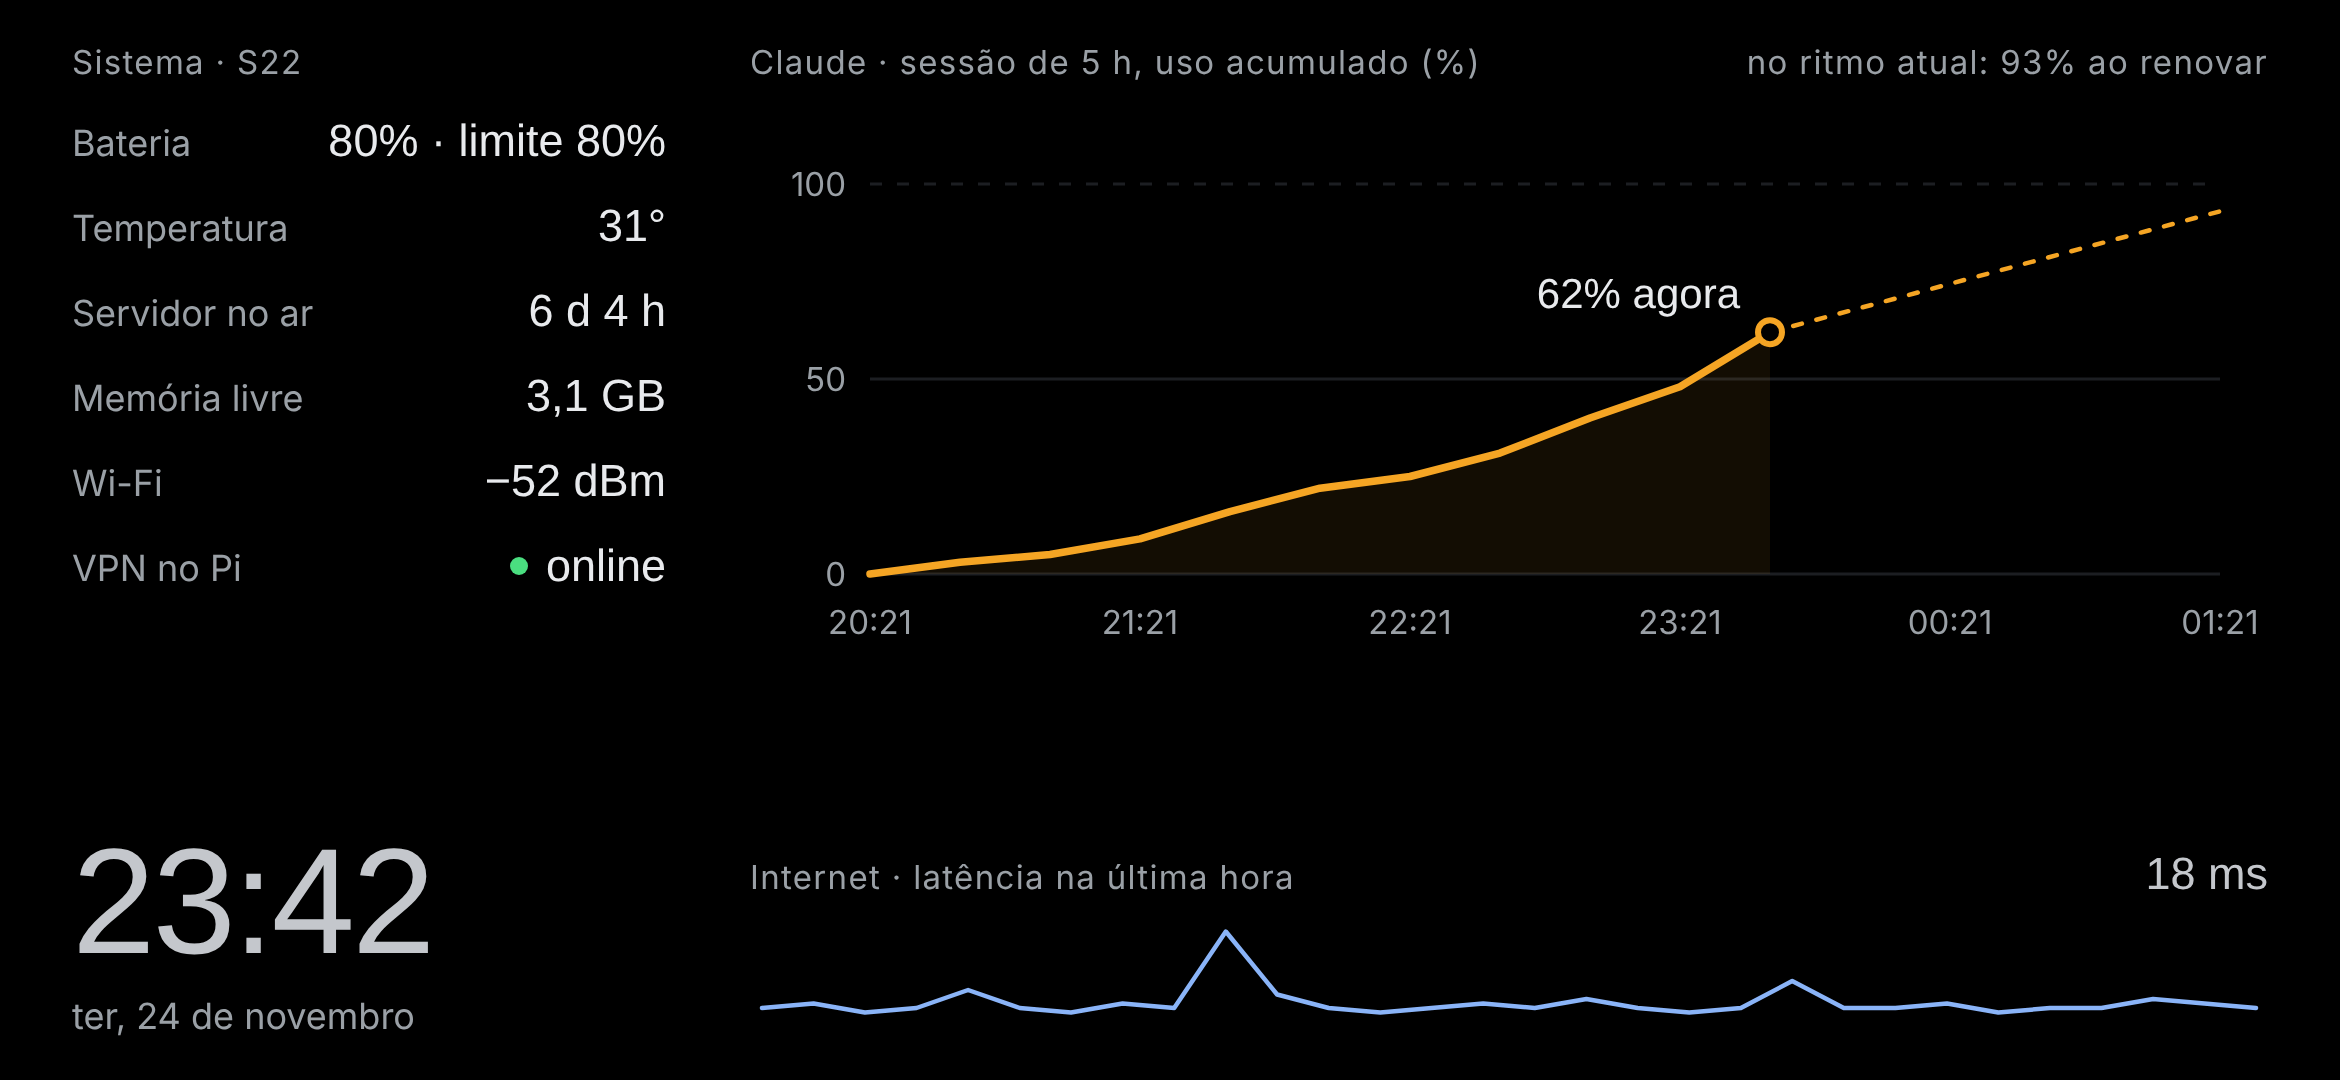 Sistema · S22
Bateria 80% · limite 80%
Temperatura 31°
Servidor no ar 6 d 4 h
Memória livre 3,1 GB
Wi-Fi −52 dBm
VPN no Pi online
23:42
ter, 24 de novembro
Claude · sessão de 5 h, uso acumulado (%)
no ritmo atual: 93% ao renovar
100
62% agora
50
0
20:21 21:21 22:21 23:21 00:21 01:21
Internet · latência na última hora
18 ms